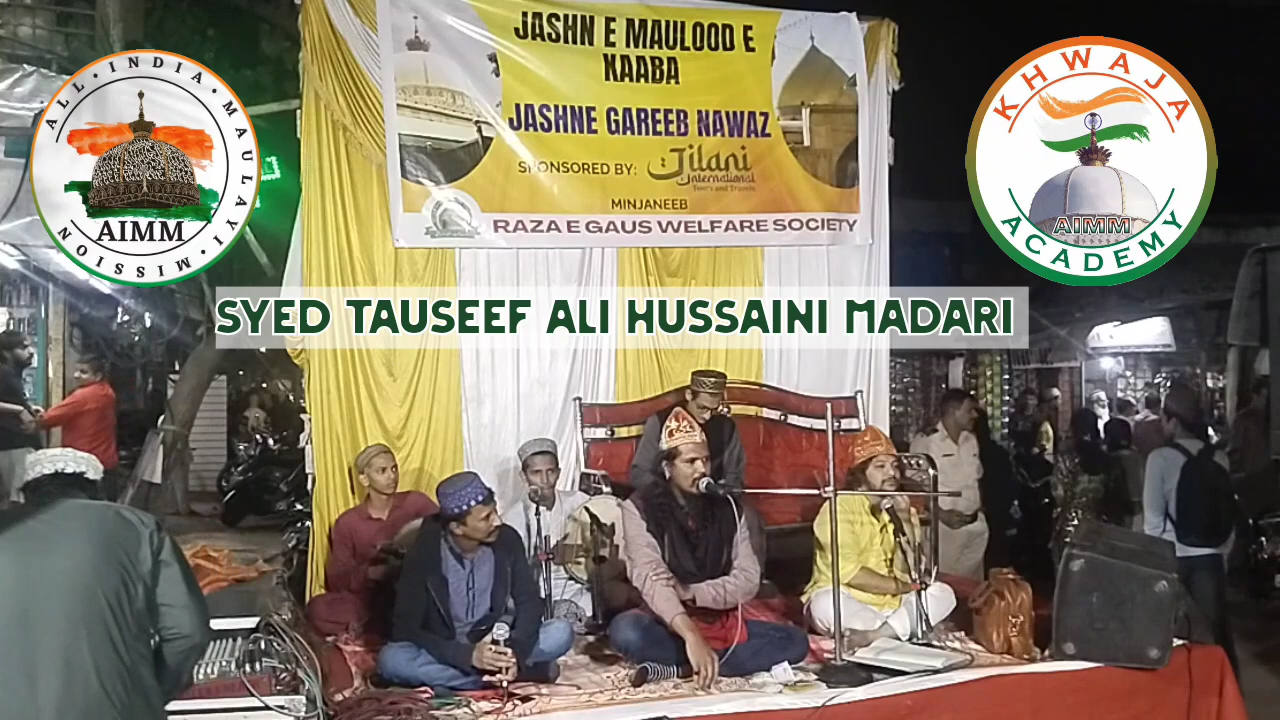 JASHN E MAULOOD E
KAABA
JASHNE GAREEB NAWAZ
SPONSORED BY: Jilani
International
Tours and Travels
MINJANEEB
RAZA E GAUS WELFARE SOCIETY
ALL · INDIA · MAULAYI · MISSION
AIMM
KHWAJA
AIMM
ACADEMY
SYED TAUSEEF ALI HUSSAINI MADARI